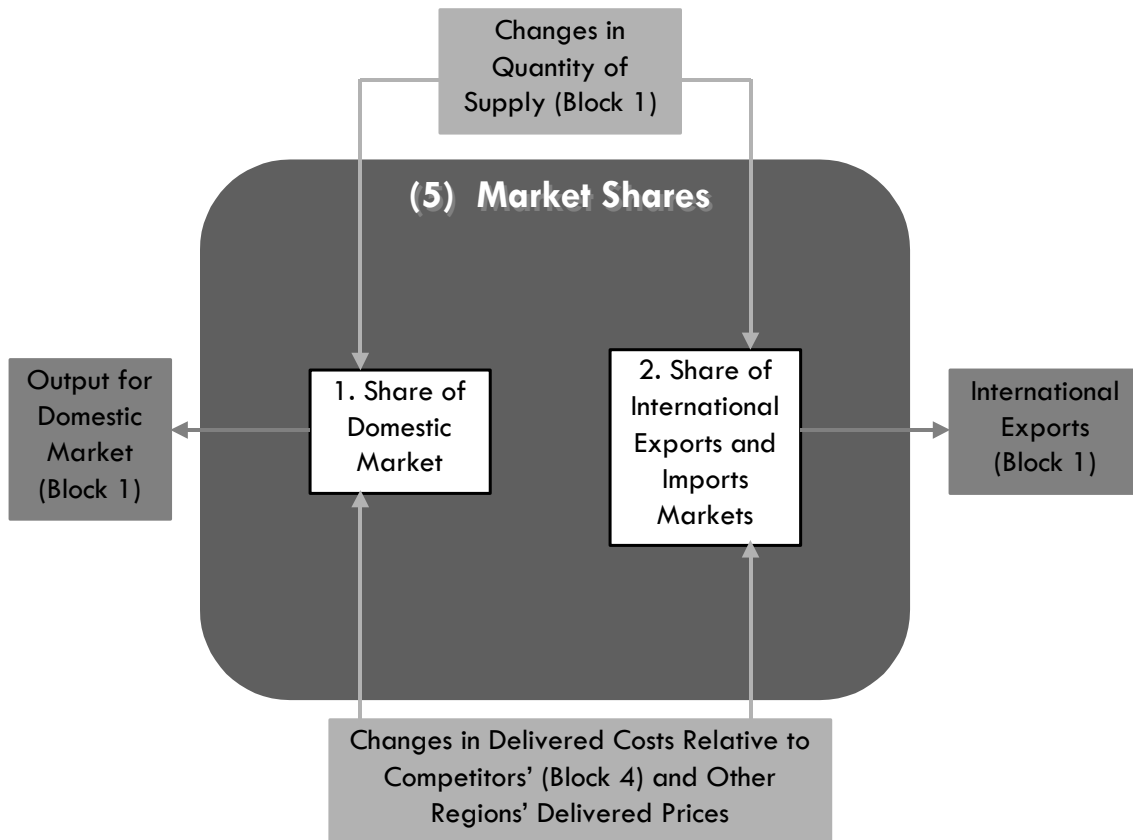 Changes in
Quantity of
Supply (Block 1)
(5) Market Shares
Output for
Domestic
Market
(Block 1)
1. Share of
Domestic
Market
2. Share of
International
Exports and
Imports
Markets
International
Exports
(Block 1)
Changes in Delivered Costs Relative to
Competitors’ (Block 4) and Other
Regions’ Delivered Prices